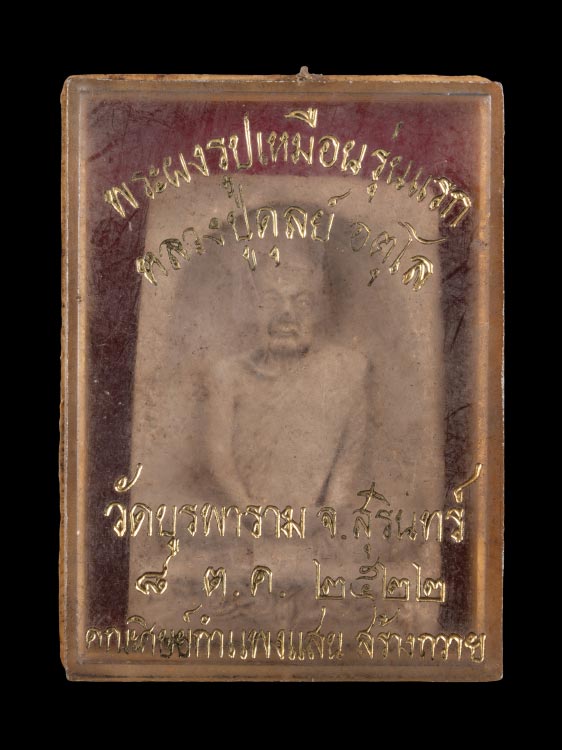 พระผงรูปเหมือนรุ่นแรก
หลวงปู่ดุลย์ อตุโล
วัดบูรพาราม จ.สุรินทร์
๔ ต.ค. ๒๕๒๒
คณะศิษย์กำแพงแสน สร้างถวาย